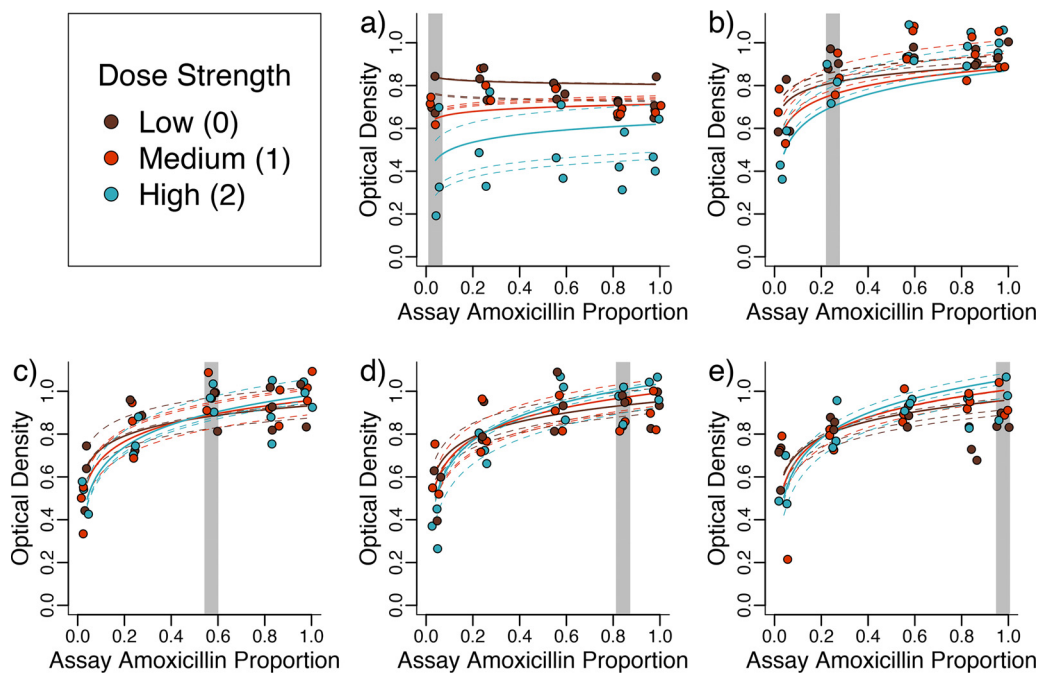 Dose Strength
Low (0)
Medium (1)
High (2)
a)
Optical Density
0.0 0.2 0.4 0.6 0.8 1.0
0.0 0.2 0.4 0.6 0.8 1.0
Assay Amoxicillin Proportion
b)
Optical Density
0.0 0.2 0.4 0.6 0.8 1.0
0.0 0.2 0.4 0.6 0.8 1.0
Assay Amoxicillin Proportion
c)
Optical Density
0.0 0.2 0.4 0.6 0.8 1.0
0.0 0.2 0.4 0.6 0.8 1.0
Assay Amoxicillin Proportion
d)
Optical Density
0.0 0.2 0.4 0.6 0.8 1.0
0.0 0.2 0.4 0.6 0.8 1.0
Assay Amoxicillin Proportion
e)
Optical Density
0.0 0.2 0.4 0.6 0.8 1.0
0.0 0.2 0.4 0.6 0.8 1.0
Assay Amoxicillin Proportion